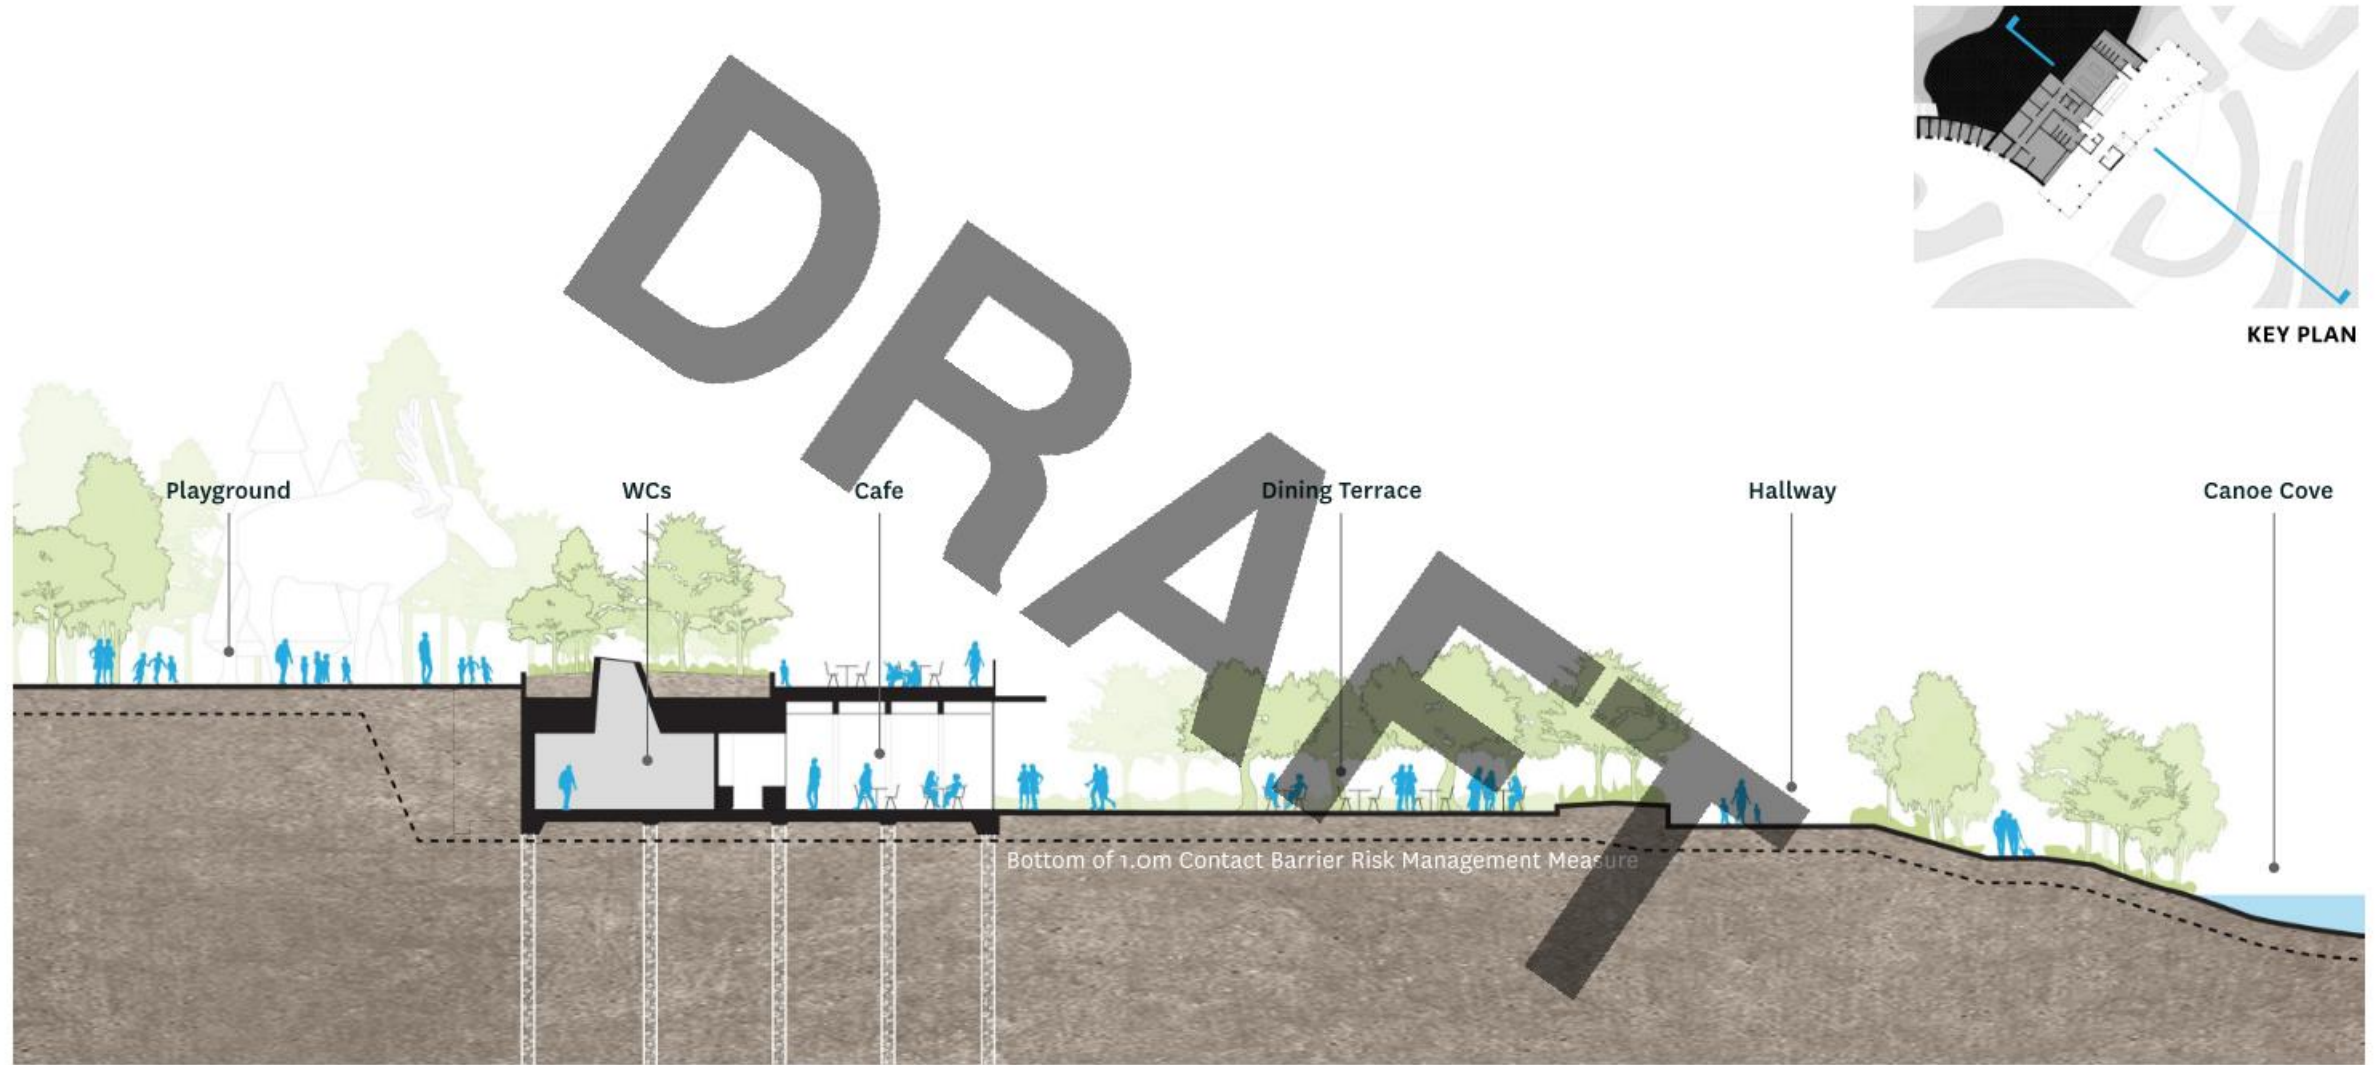 KEY PLAN
Playground
WCs
Cafe
Dining Terrace
Hallway
Canoe Cove
Bottom of 1.0m Contact Barrier Risk Management Measure
DRAFT